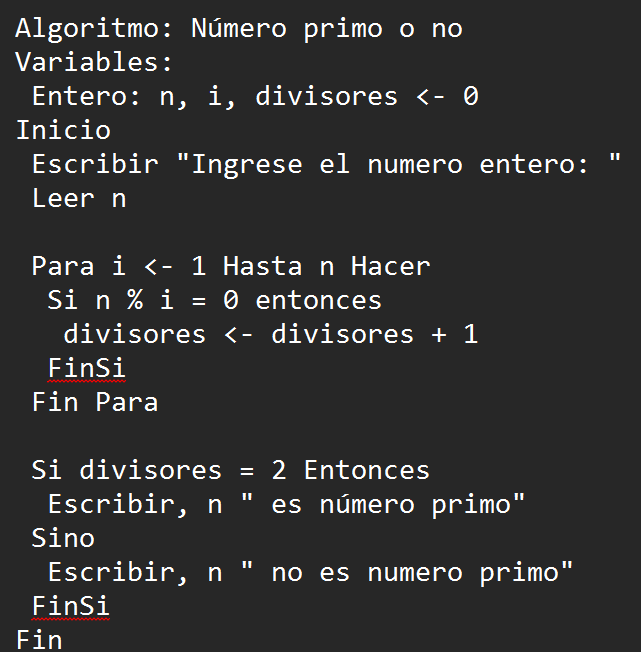 Algoritmo: Número primo o no
Variables:
 Entero: n, i, divisores <- 0
Inicio
 Escribir "Ingrese el numero entero: "
 Leer n

 Para i <- 1 Hasta n Hacer
  Si n % i = 0 entonces
   divisores <- divisores + 1
  FinSi
 Fin Para

 Si divisores = 2 Entonces
  Escribir, n " es número primo"
 Sino
  Escribir, n " no es numero primo"
 FinSi
Fin